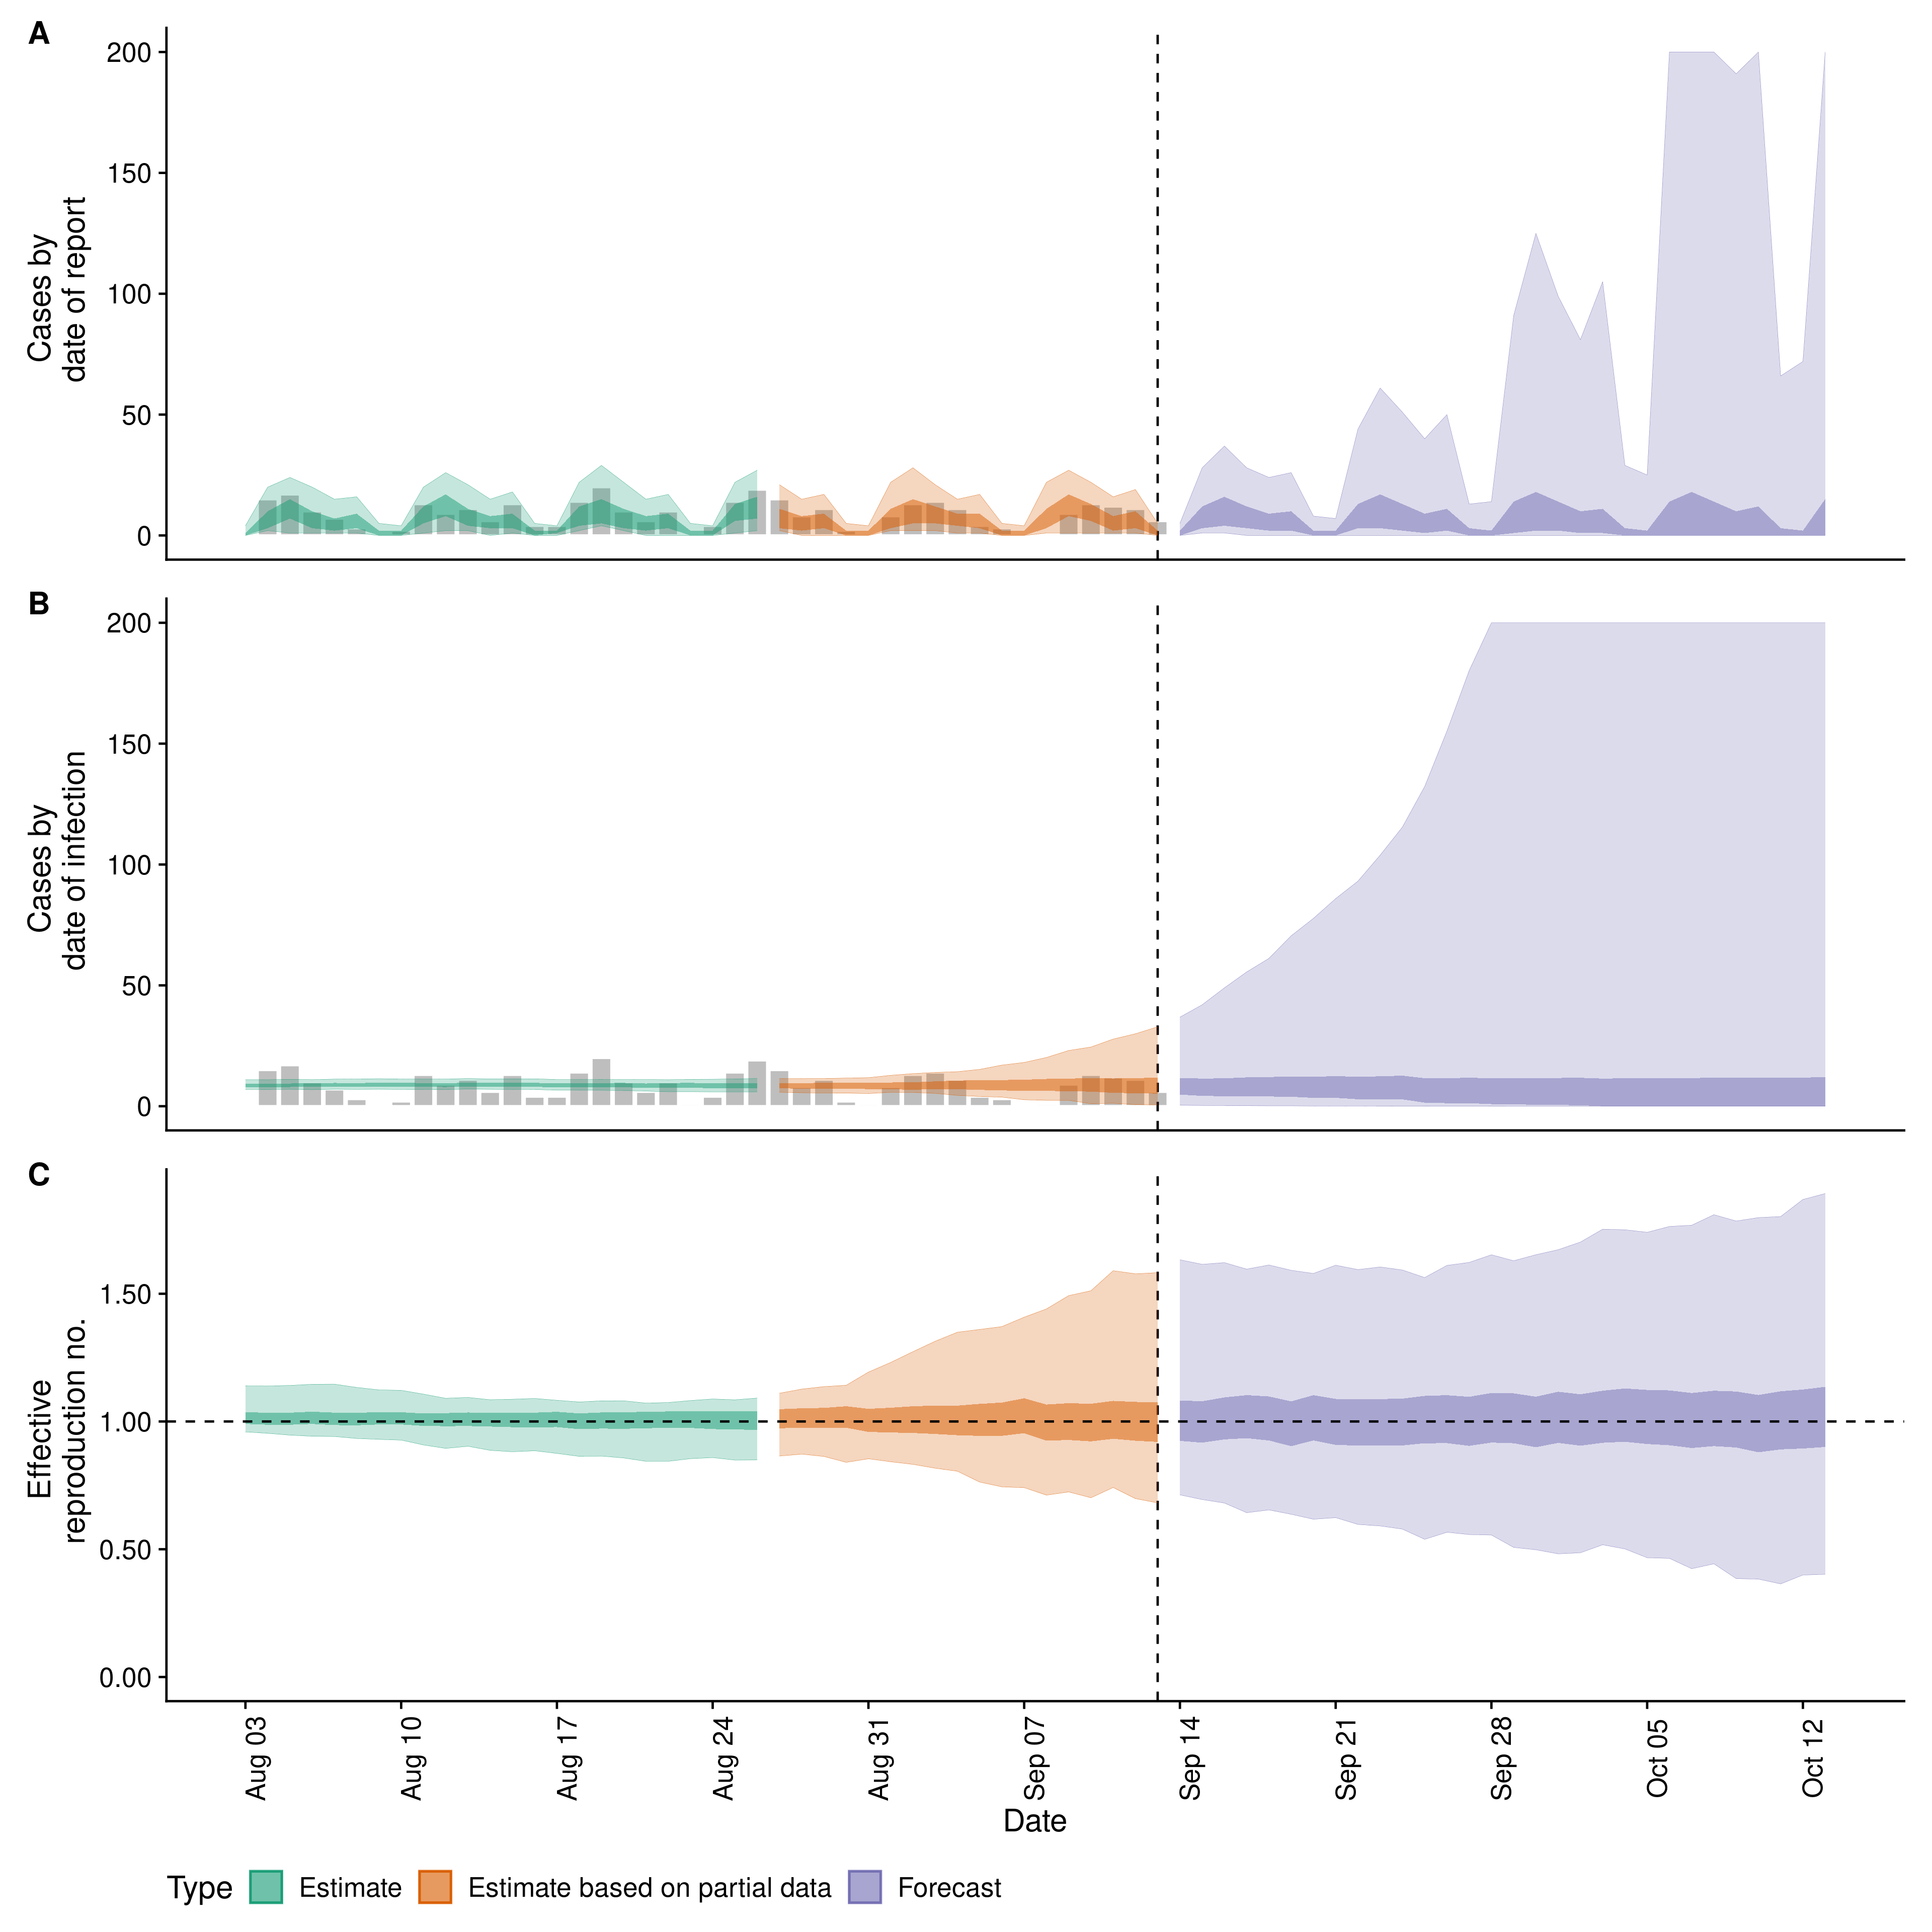 A
200
150
100
50
0
Cases by
date of report
B
200
150
100
50
0
Cases by
date of infection
C
1.50
1.00
0.50
0.00
Effective
reproduction no.
Aug 03
Aug 10
Aug 17
Aug 24
Aug 31
Sep 07
Sep 14
Sep 21
Sep 28
Oct 05
Oct 12
Date
Type Estimate Estimate based on partial data Forecast